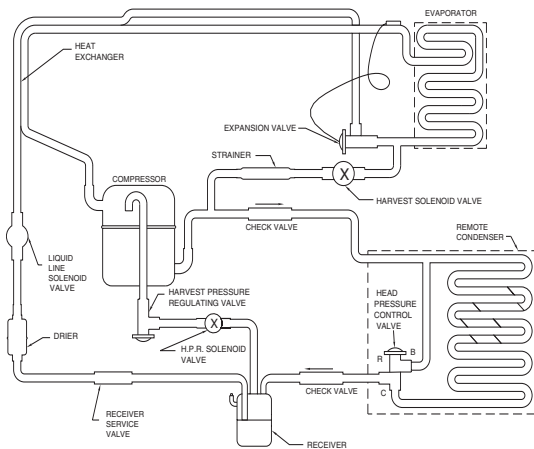 EVAPORATOR
HEAT
EXCHANGER
EXPANSION VALVE
STRAINER
COMPRESSOR
X
HARVEST SOLENOID VALVE
CHECK VALVE
REMOTE
CONDENSER
LIQUID
LINE
SOLENOID
VALVE
HARVEST PRESSURE
REGULATING VALVE
HEAD
PRESSURE
CONTROL
VALVE
X
DRIER
H.P.R. SOLENOID
VALVE
R
B
C
CHECK VALVE
RECEIVER
SERVICE
VALVE
RECEIVER